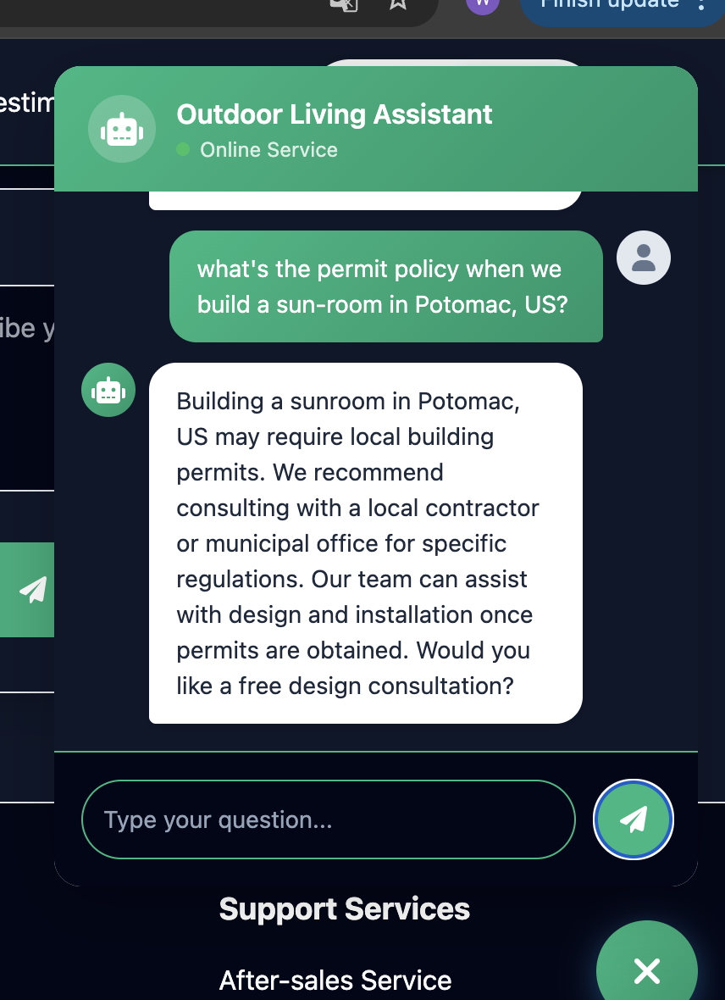 Finish update
estim
Outdoor Living Assistant
Online Service
what's the permit policy when we
build a sun-room in Potomac, US?
ibe y
Building a sunroom in Potomac,
US may require local building
permits. We recommend
consulting with a local contractor
or municipal office for specific
regulations. Our team can assist
with design and installation once
permits are obtained. Would you
like a free design consultation?
Type your question...
Support Services
After-sales Service